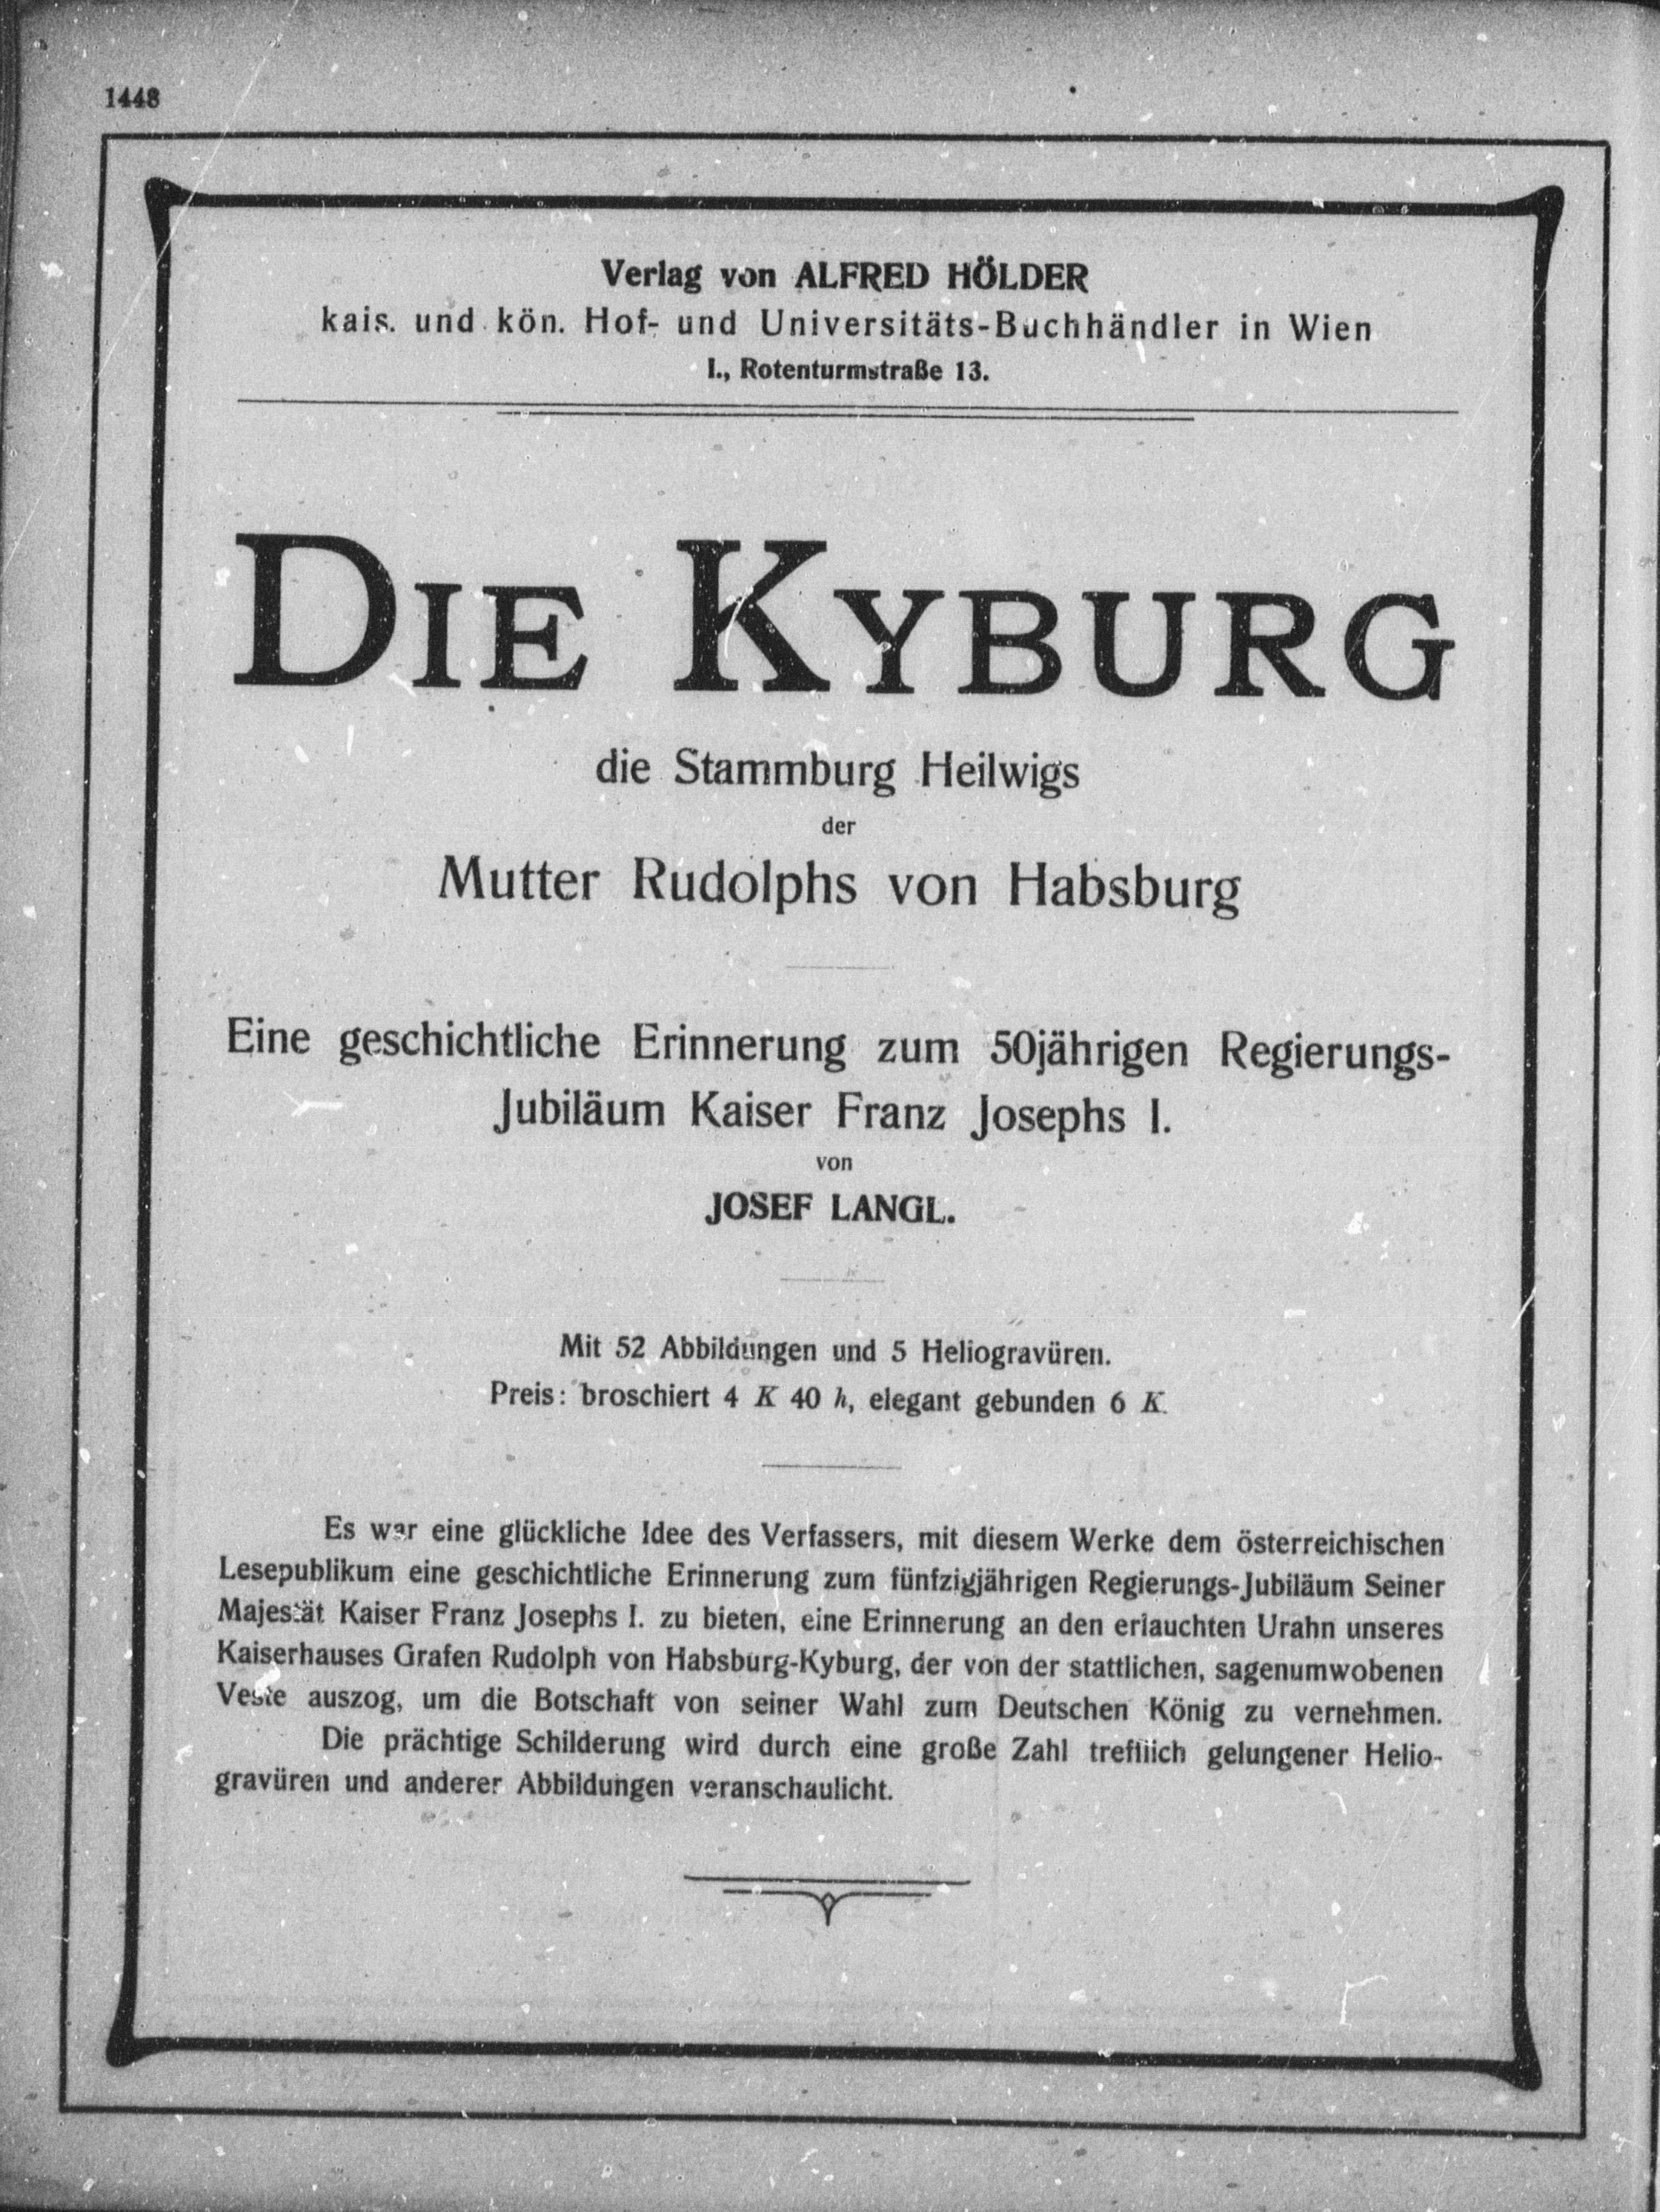 1448
Verlag von ALFRED HÖLDER
kais. und kön. Hof- und Universitäts-Buchhändler in Wien
I., Rotenturmstraße 13.
DIE KYBURG
die Stammburg Heilwigs
der
Mutter Rudolphs von Habsburg
Eine geschichtliche Erinnerung zum 50jährigen Regierungs-
Jubiläum Kaiser Franz Josephs I.
von
JOSEF LANGL.
Mit 52 Abbildungen und 5 Heliogravüren.
Preis: broschiert 4 K 40 h, elegant gebunden 6 K.
Es war eine glückliche Idee des Verfassers, mit diesem Werke dem österreichischen
Lesepublikum eine geschichtliche Erinnerung zum fünfzigjährigen Regierungs-Jubiläum Seiner
Majestät Kaiser Franz Josephs I. zu bieten, eine Erinnerung an den erlauchten Urahn unseres
Kaiserhauses Grafen Rudolph von Habsburg-Kyburg, der von der stattlichen, sagenumwobenen
Veste auszog, um die Botschaft von seiner Wahl zum Deutschen König zu vernehmen.
Die prächtige Schilderung wird durch eine große Zahl trefflich gelungener Helio-
gravüren und anderer Abbildungen veranschaulicht.